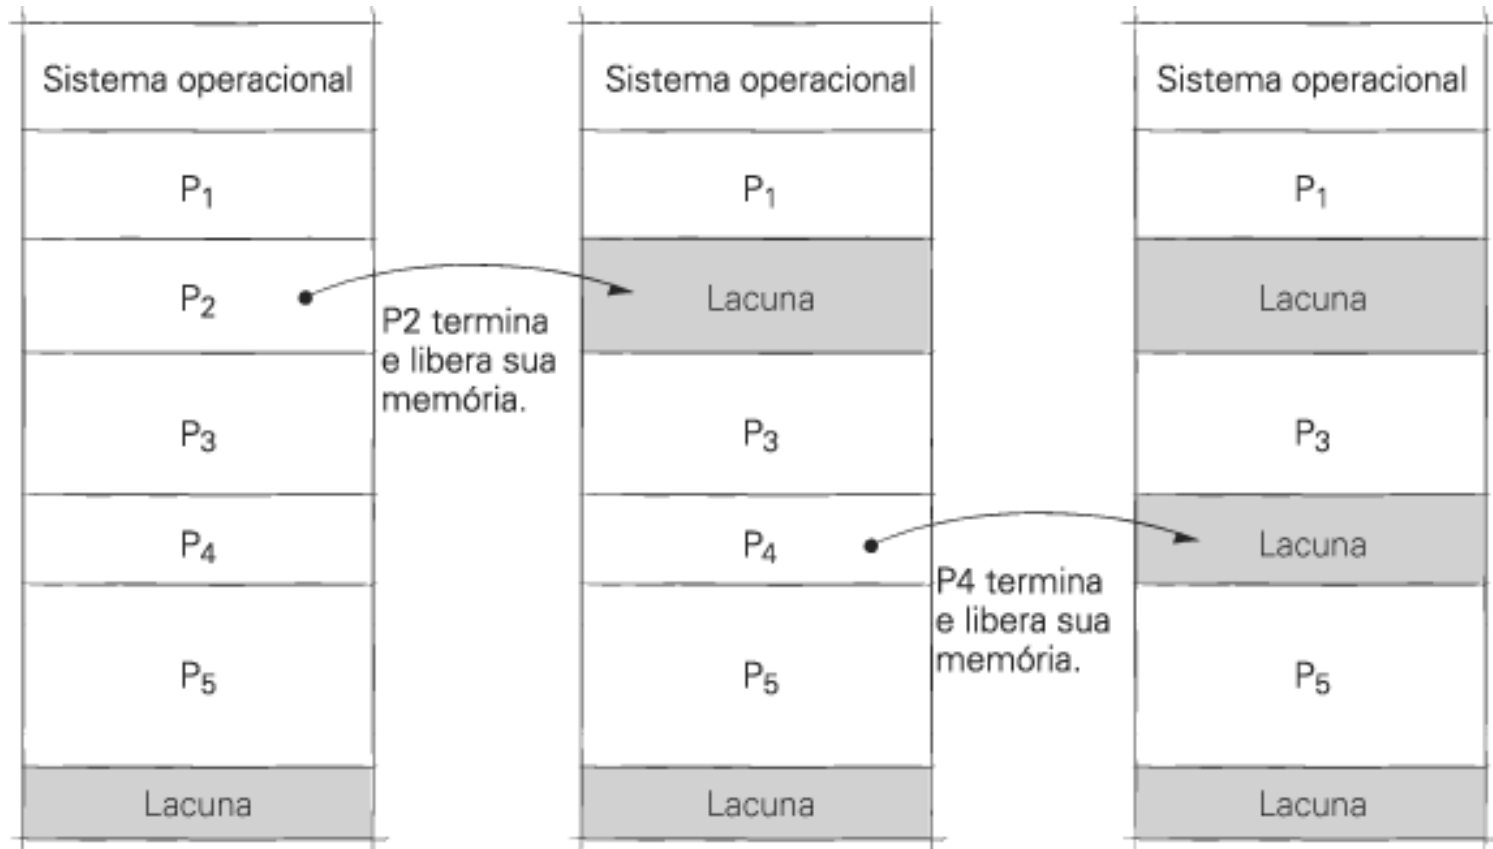 Sistema operacional
P1
P2
P3
P4
P5
Lacuna
P2 termina
e libera sua
memória.
Sistema operacional
P1
Lacuna
P3
P4
P5
Lacuna
P4 termina
e libera sua
memória.
Sistema operacional
P1
Lacuna
P3
Lacuna
P5
Lacuna